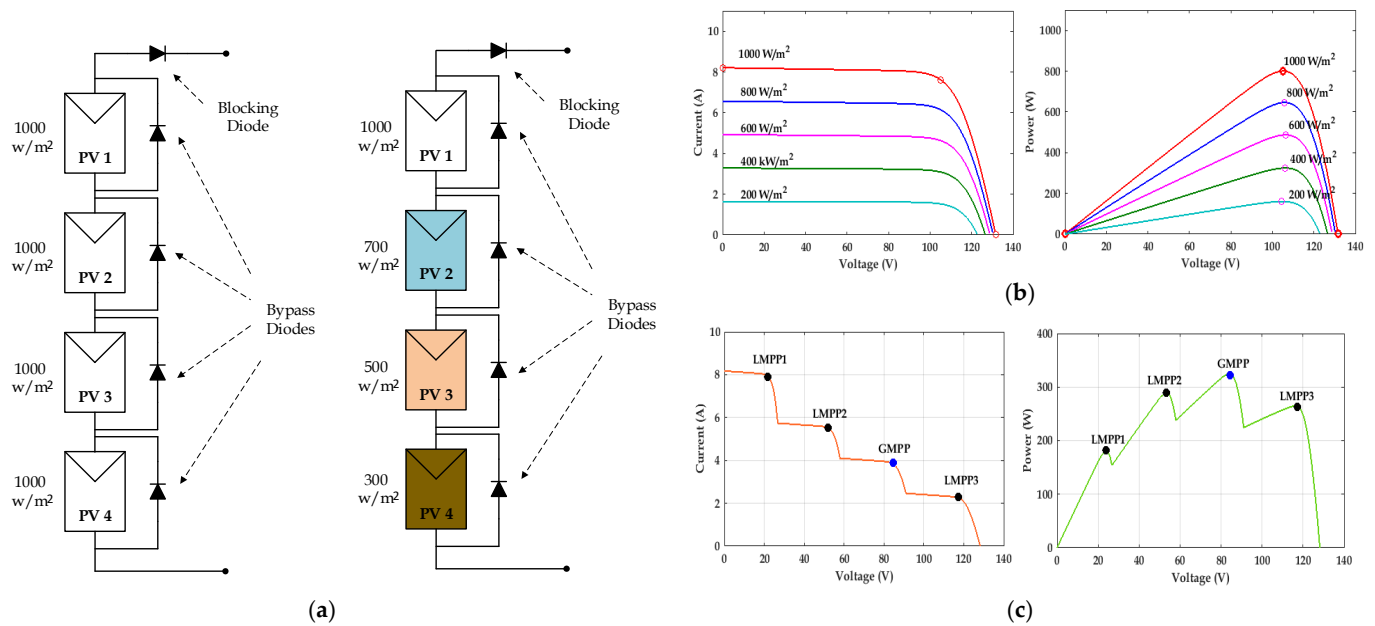 Blocking
Diode
1000
w/m²
PV 1
1000
w/m²
PV 2
Bypass
Diodes
1000
w/m²
PV 3
1000
w/m²
PV 4
Blocking
Diode
1000
w/m²
PV 1
700
w/m²
PV 2
Bypass
Diodes
500
w/m²
PV 3
300
w/m²
PV 4
(a)
Current (A)
10
8
6
4
2
0
1000 W/m²
800 W/m²
600 W/m²
400 kW/m²
200 W/m²
0 20 40 60 80 100 120 140
Voltage (V)
Power (W)
1000
800
600
400
200
0
1000 W/m²
800 W/m²
600 W/m²
400 W/m²
200 W/m²
0 20 40 60 80 100 120 140
Voltage (V)
(b)
Current (A)
10
8
6
4
2
0
LMPP1
LMPP2
GMPP
LMPP3
0 20 40 60 80 100 120 140
Voltage (V)
Power (W)
400
300
200
100
0
LMPP1
LMPP2
GMPP
LMPP3
0 20 40 60 80 100 120 140
Voltage (V)
(c)